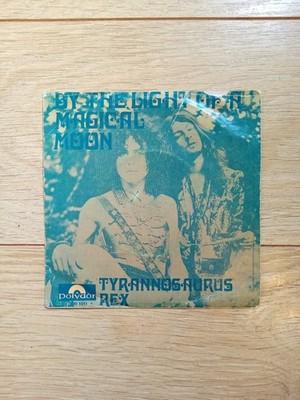 BY THE LIGHT OF A
MAGICAL
MOON
TYRANNOSAURUS
REX
Polydor